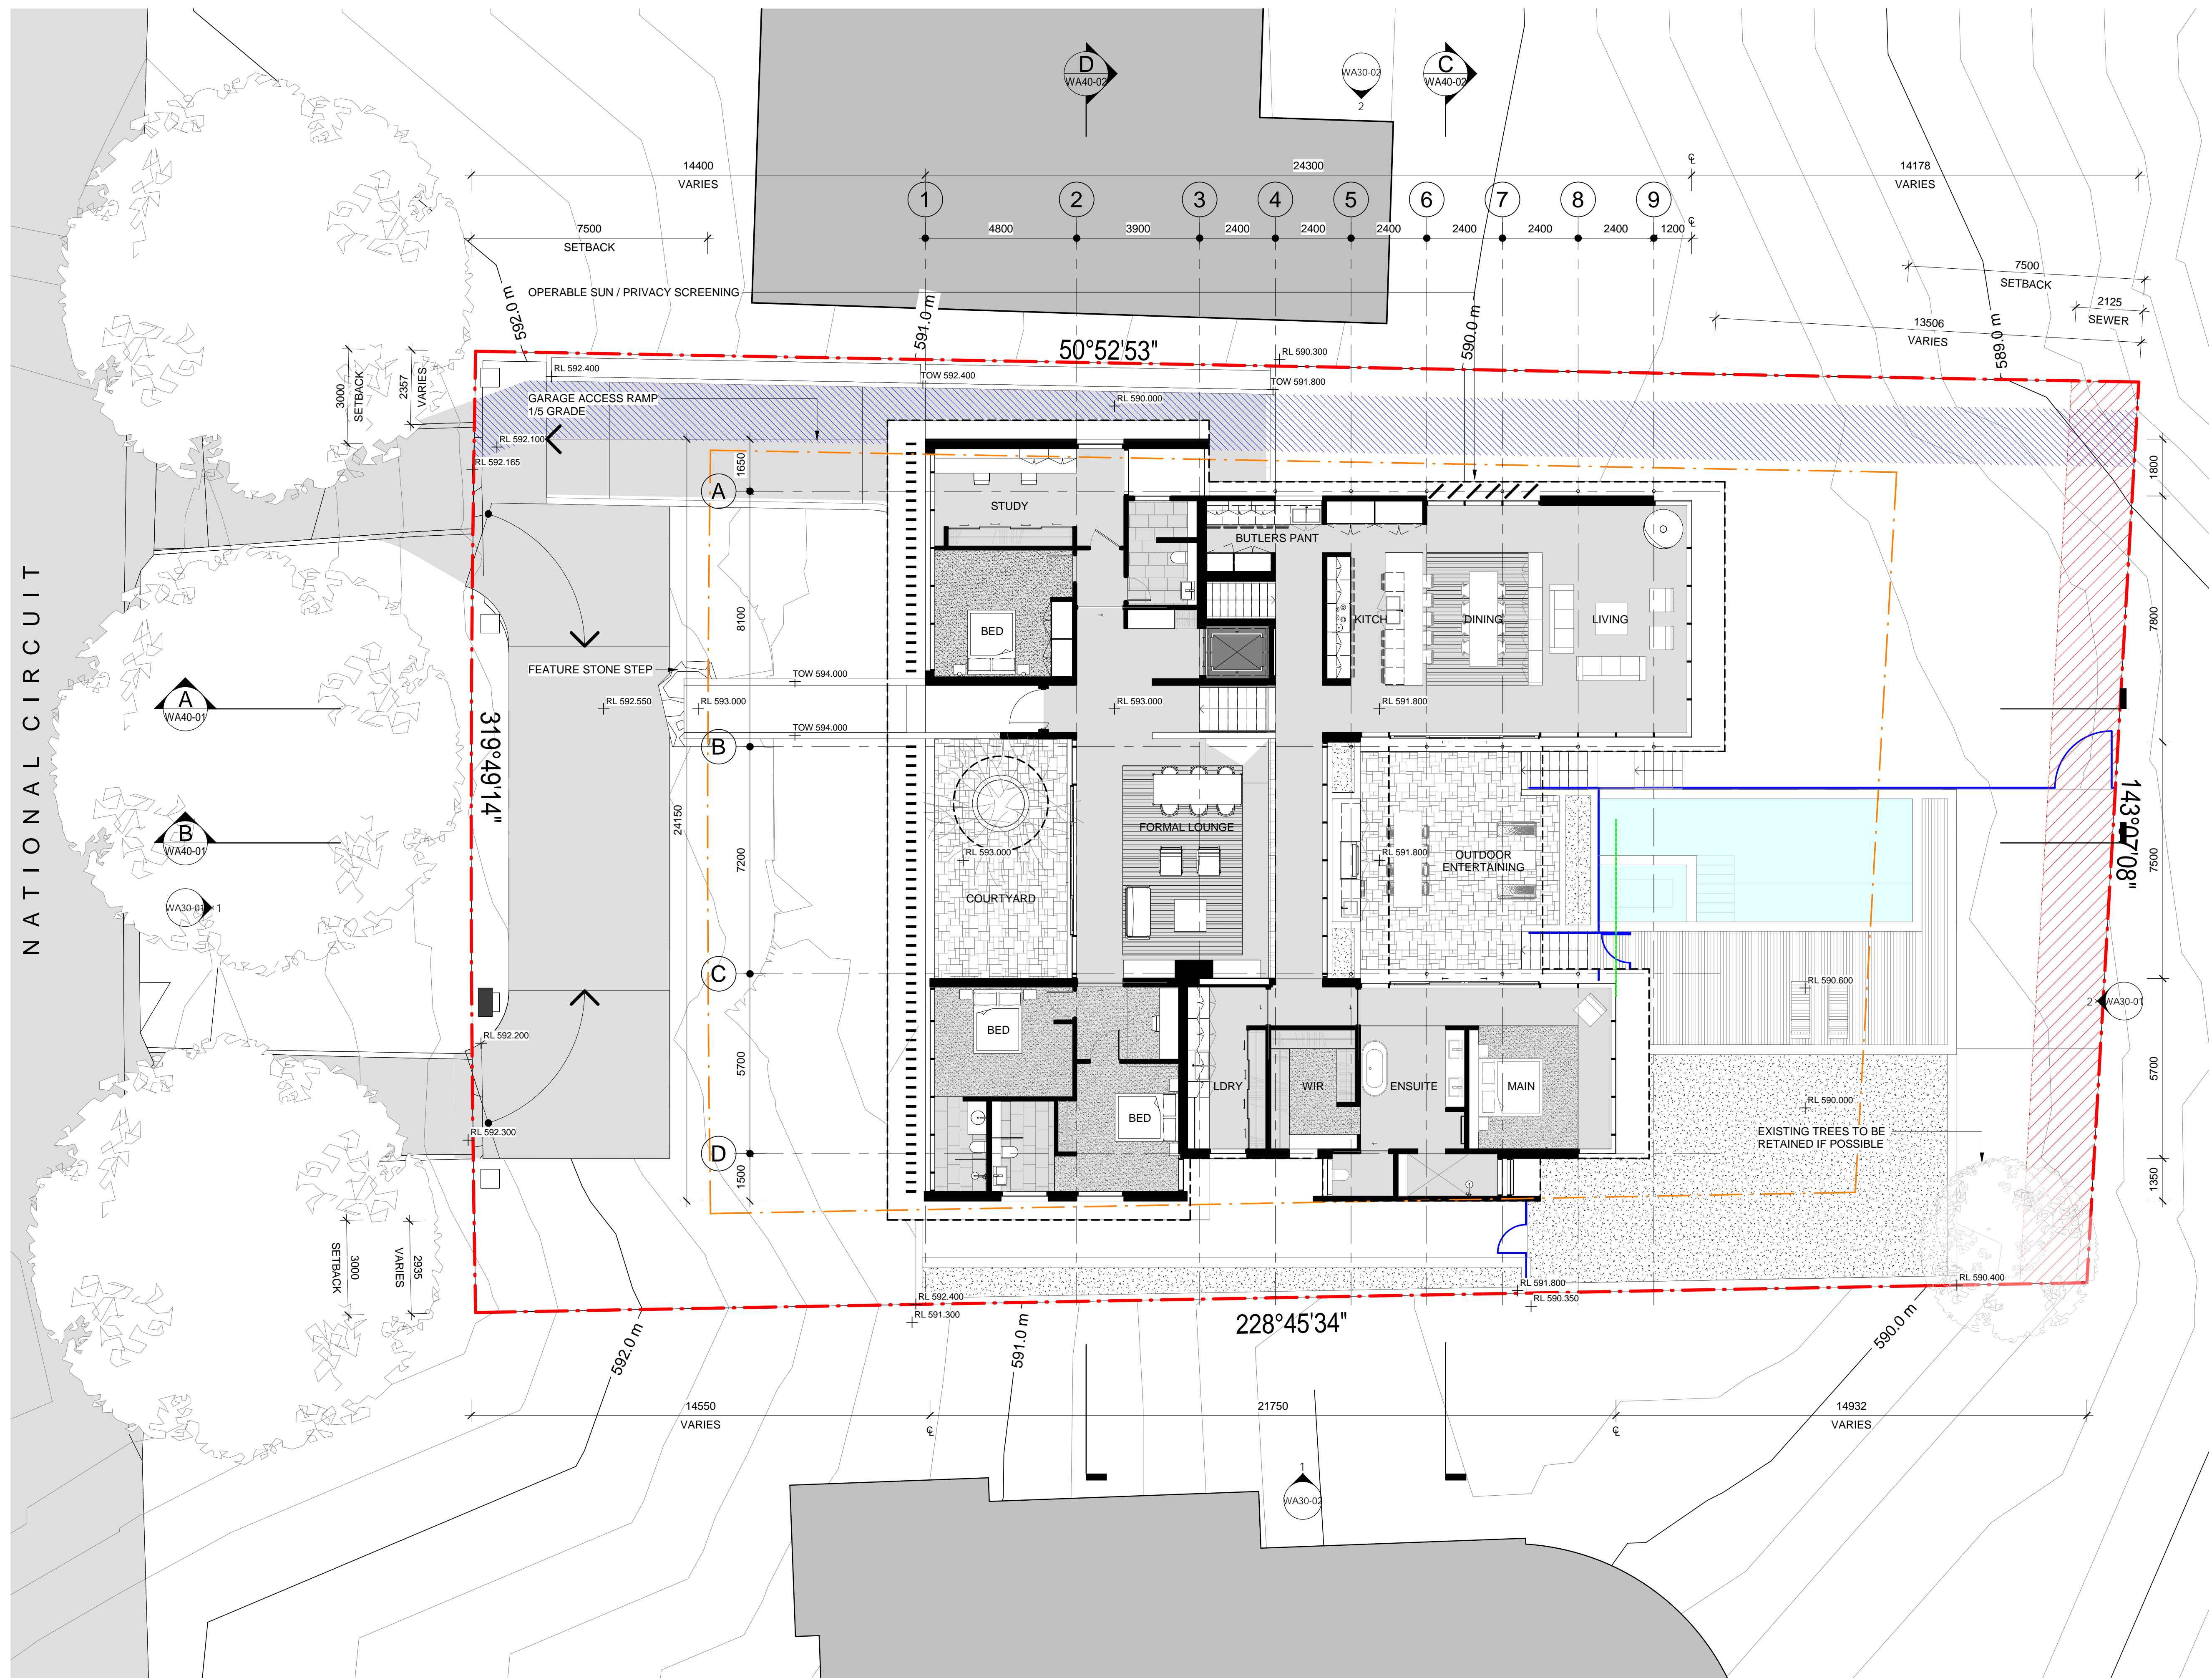 D
WA40-02
WA30-02
2
C
WA40-02
14400
VARIES
24300
℄
14178
VARIES
1
2
3
4
5
6
7
8
9
7500
SETBACK
4800
3900
2400
2400
2400
2400
2400
2400
1200
℄
7500
SETBACK
2125
SEWER
13506
VARIES
OPERABLE SUN / PRIVACY SCREENING
592.0 m
591.0 m
590.0 m
589.0 m
50°52'53"
RL 590.300
3000
SETBACK
2357
VARIES
RL 592.400
TOW 592.400
TOW 591.800
GARAGE ACCESS RAMP
1/5 GRADE
RL 590.000
RL 592.100
RL 592.165
1650
1800
A
STUDY
BUTLERS PANT
NATIONAL CIRCUIT
8100
7800
BED
KITCH
DINING
LIVING
FEATURE STONE STEP
TOW 594.000
A
WA40-01
RL 592.550
RL 593.000
RL 593.000
RL 591.800
319°49'14"
TOW 594.000
B
B
WA40-01
24150
7200
FORMAL LOUNGE
RL 593.000
RL 591.800
OUTDOOR
ENTERTAINING
143°07'08"
7500
COURTYARD
WA30-01
1
C
RL 590.600
2
WA30-01
RL 592.200
BED
5700
5700
LDRY
WIR
ENSUITE
MAIN
BED
RL 590.000
RL 592.300
EXISTING TREES TO BE
RETAINED IF POSSIBLE
D
1500
1350
3000
SETBACK
2935
VARIES
RL 592.400
RL 591.300
RL 591.800
RL 590.350
RL 590.400
228°45'34"
592.0 m
591.0 m
590.0 m
14550
VARIES
℄
21750
℄
14932
VARIES
1
WA30-02